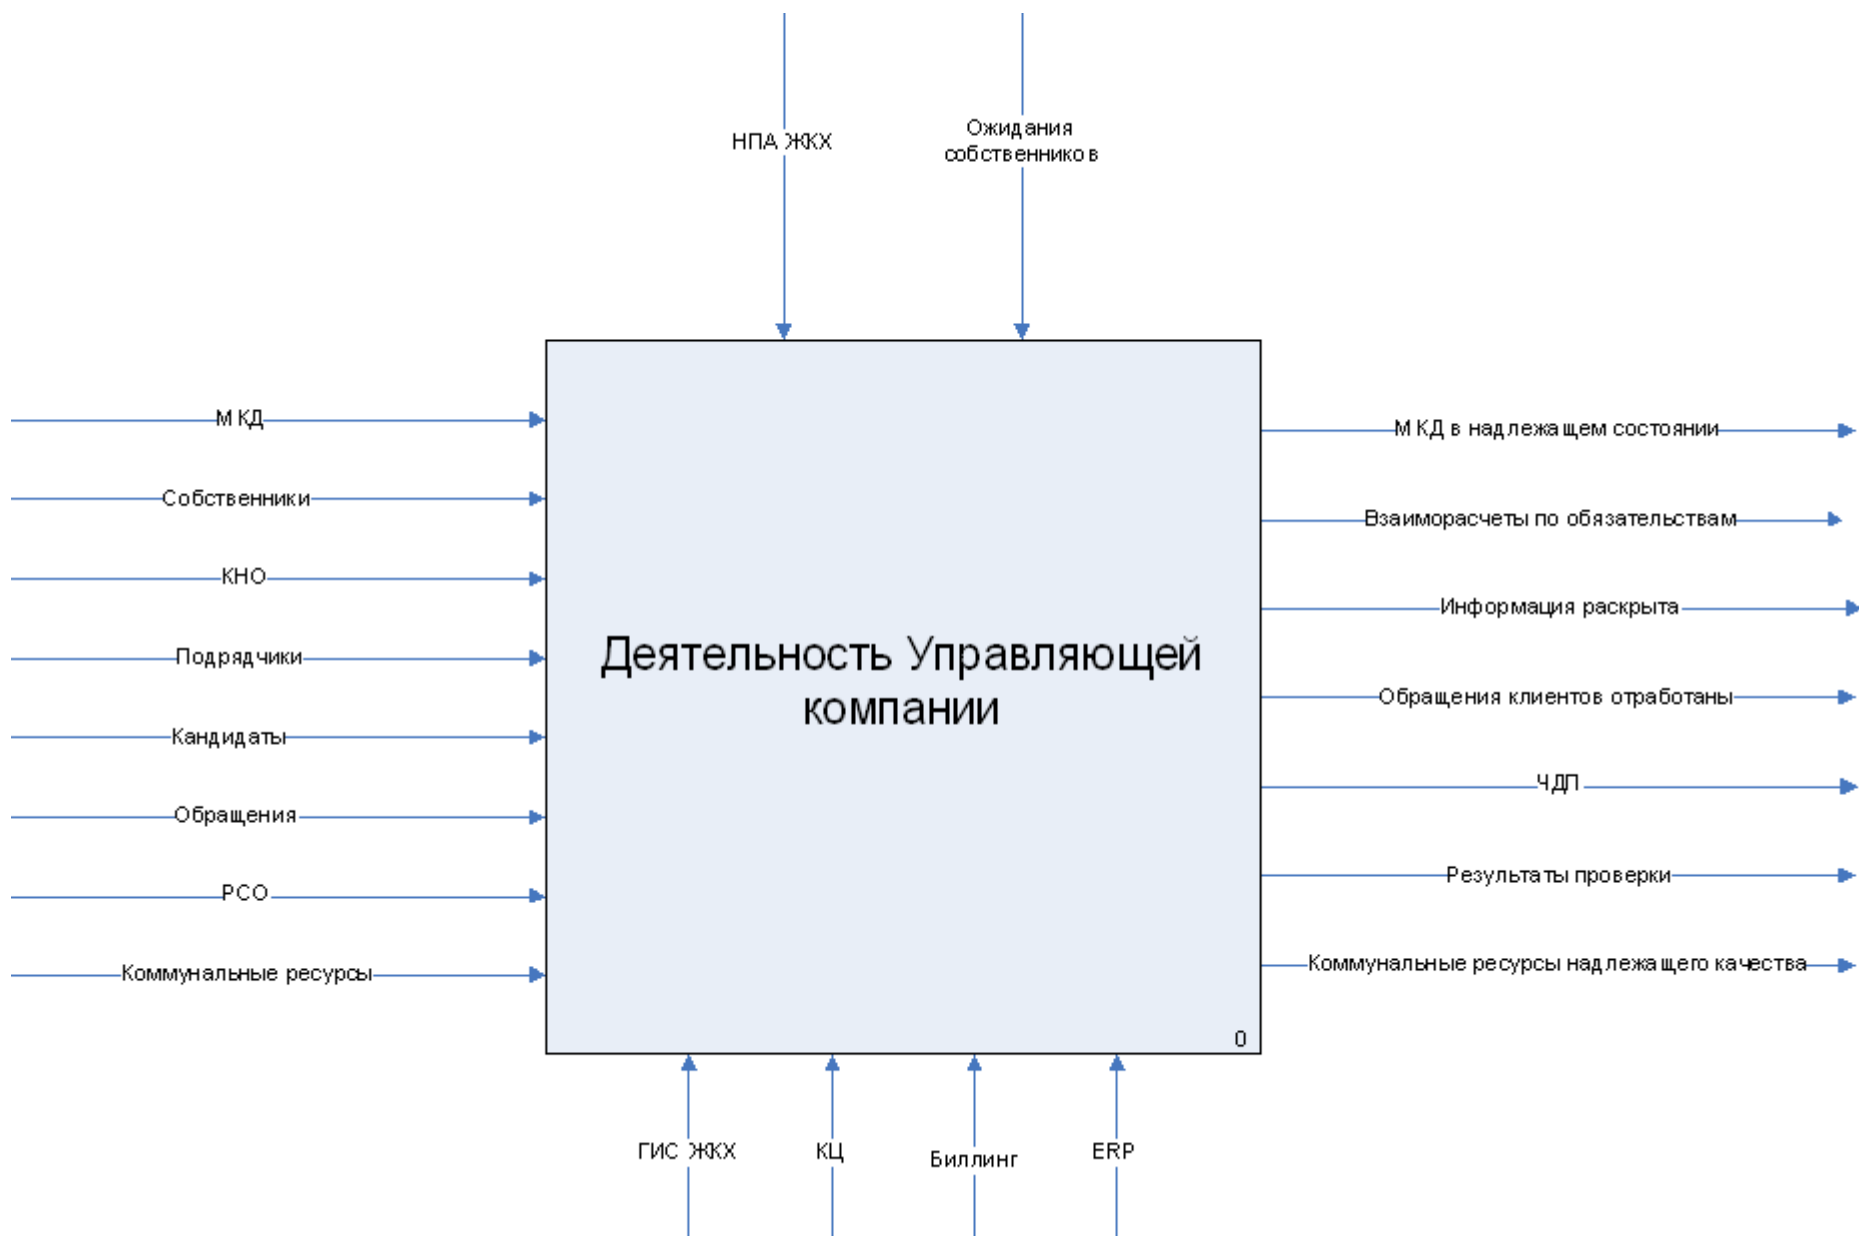 НПА ЖКХ
Ожидания
собственников
МКД
Собственники
КНО
Подрядчики
Кандидаты
Обращения
РСО
Коммунальные ресурсы
Деятельность Управляющей
компании
0
МКД в надлежащем состоянии
Взаиморасчеты по обязательствам
Информация раскрыта
Обращения клиентов отработаны
ЧДП
Результаты проверки
Коммунальные ресурсы надлежащего качества
ГИС ЖКХ
КЦ
Биллинг
ERP